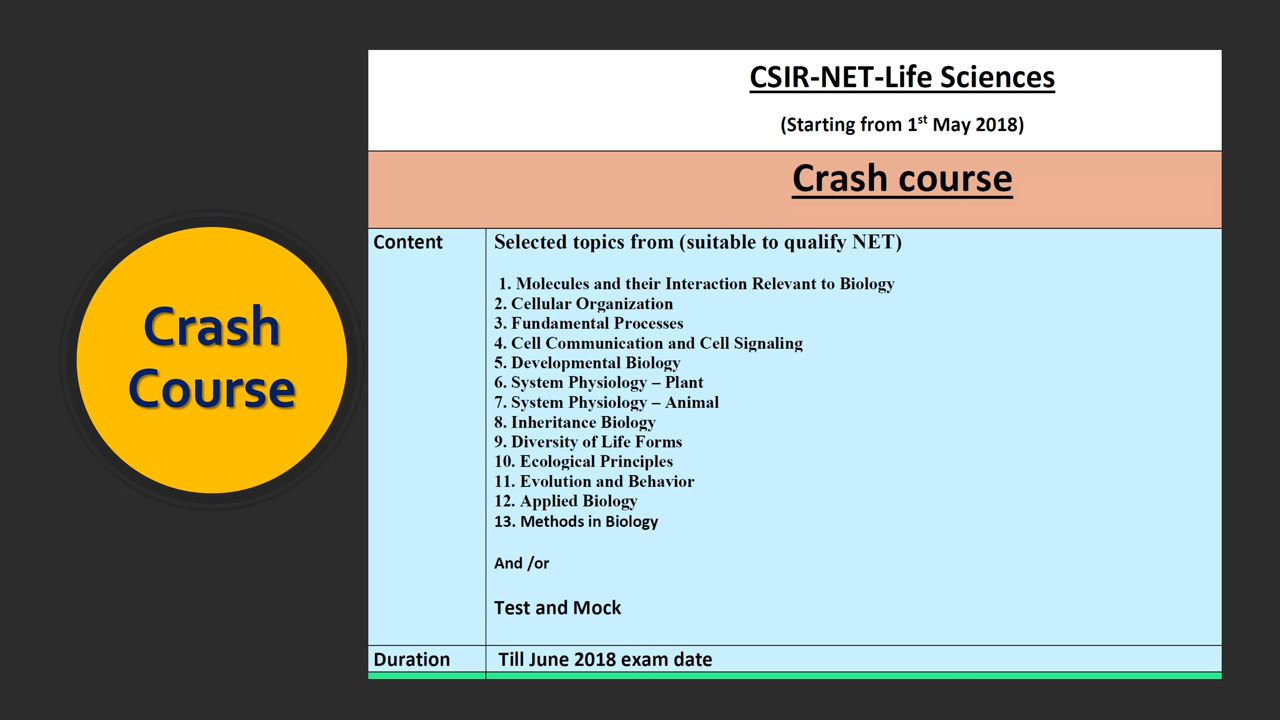 Crash
Course
CSIR-NET-Life Sciences
(Starting from 1st May 2018)
Crash course
Content
Selected topics from (suitable to qualify NET)
1. Molecules and their Interaction Relevant to Biology
2. Cellular Organization
3. Fundamental Processes
4. Cell Communication and Cell Signaling
5. Developmental Biology
6. System Physiology – Plant
7. System Physiology – Animal
8. Inheritance Biology
9. Diversity of Life Forms
10. Ecological Principles
11. Evolution and Behavior
12. Applied Biology
13. Methods in Biology
And /or
Test and Mock
Duration
Till June 2018 exam date